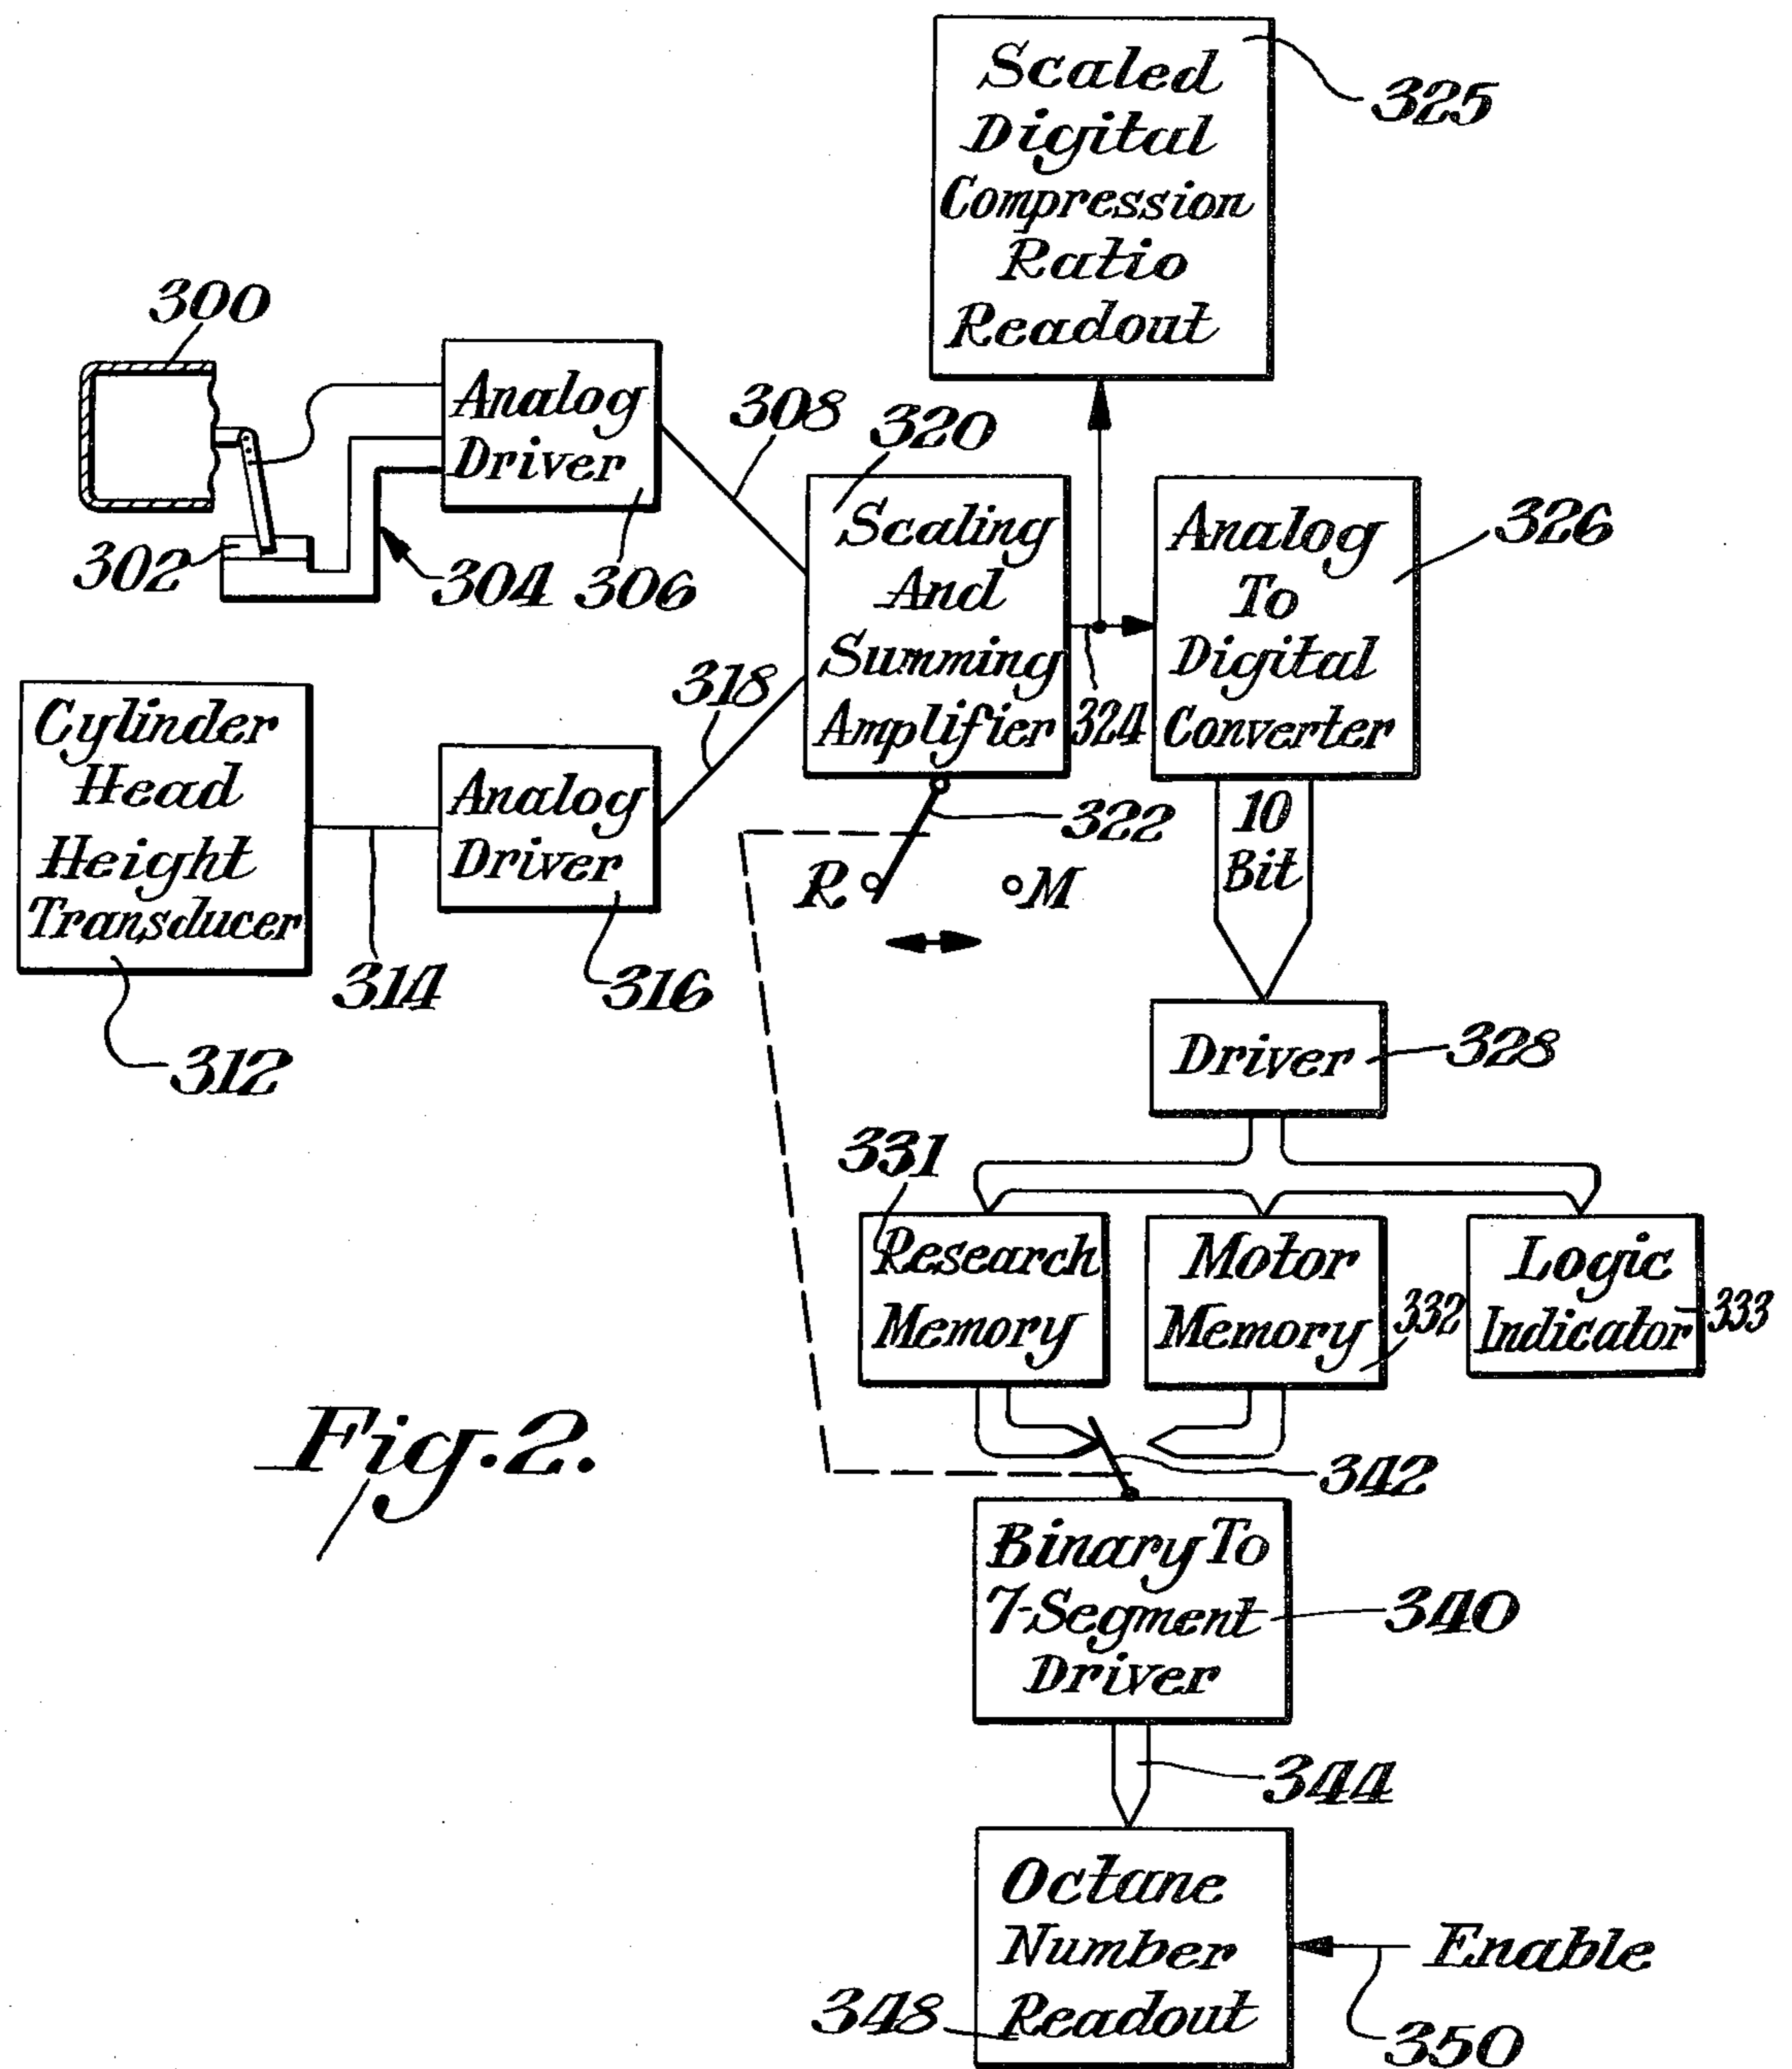 Scaled
Digital
Compression
Ratio
Readout
325
300
Analog
Driver
308
320
302
304
306
Scaling
And
Summing
Amplifier
324
Analog
To
Digital
Converter
326
318
Cylinder
Head
Height
Transducer
Analog
Driver
322
R
M
10
Bit
314
316
312
Driver
328
331
Research
Memory
Motor
Memory
332
Logic
Indicator
333
Fig. 2.
342
Binary To
7-Segment
Driver
340
344
Octane
Number
Readout
348
Enable
350